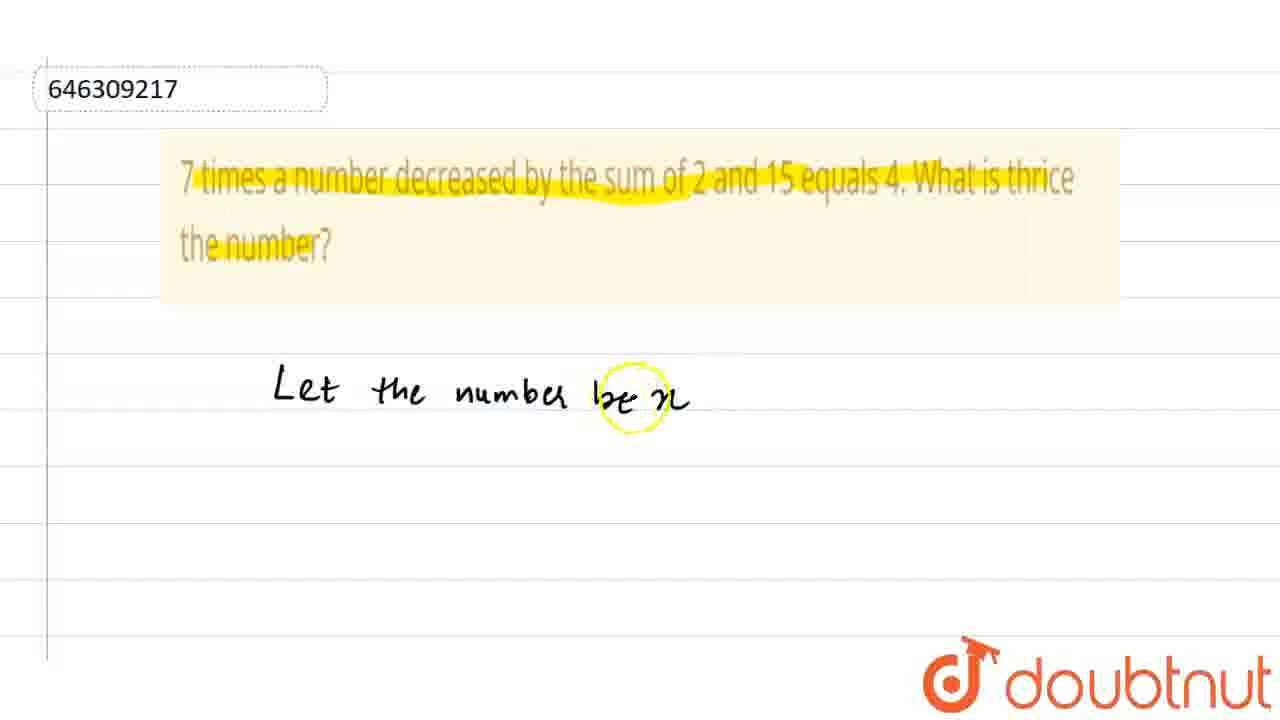 646309217
7 times a number decreased by the sum of 2 and 15 equals 4. What is thrice
the number?
Let the number be x
doubtnut